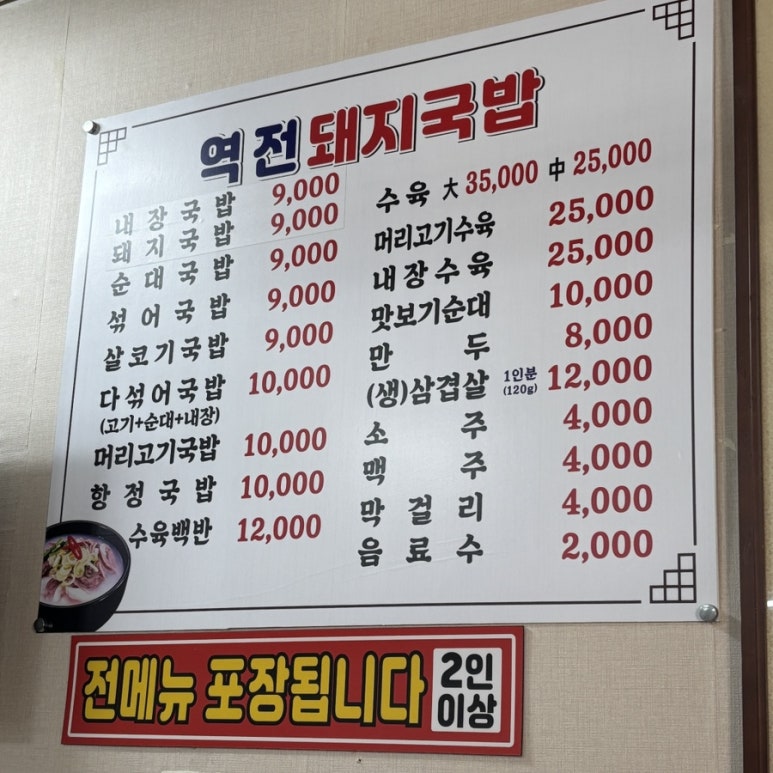 역전돼지국밥
내장국밥 9,000
돼지국밥 9,000
순대국밥 9,000
섞어국밥 9,000
살코기국밥 9,000
다섞어국밥 10,000
(고기+순대+내장)
머리고기국밥 10,000
항정국밥 10,000
수육백반 12,000
수육 大 35,000 中 25,000
머리고기수육 25,000
내장수육 25,000
맛보기순대 10,000
만두 8,000
(생)삼겹살 1인분 (120g) 12,000
소주 4,000
맥주 4,000
막걸리 4,000
음료수 2,000
전메뉴 포장됩니다 2인 이상